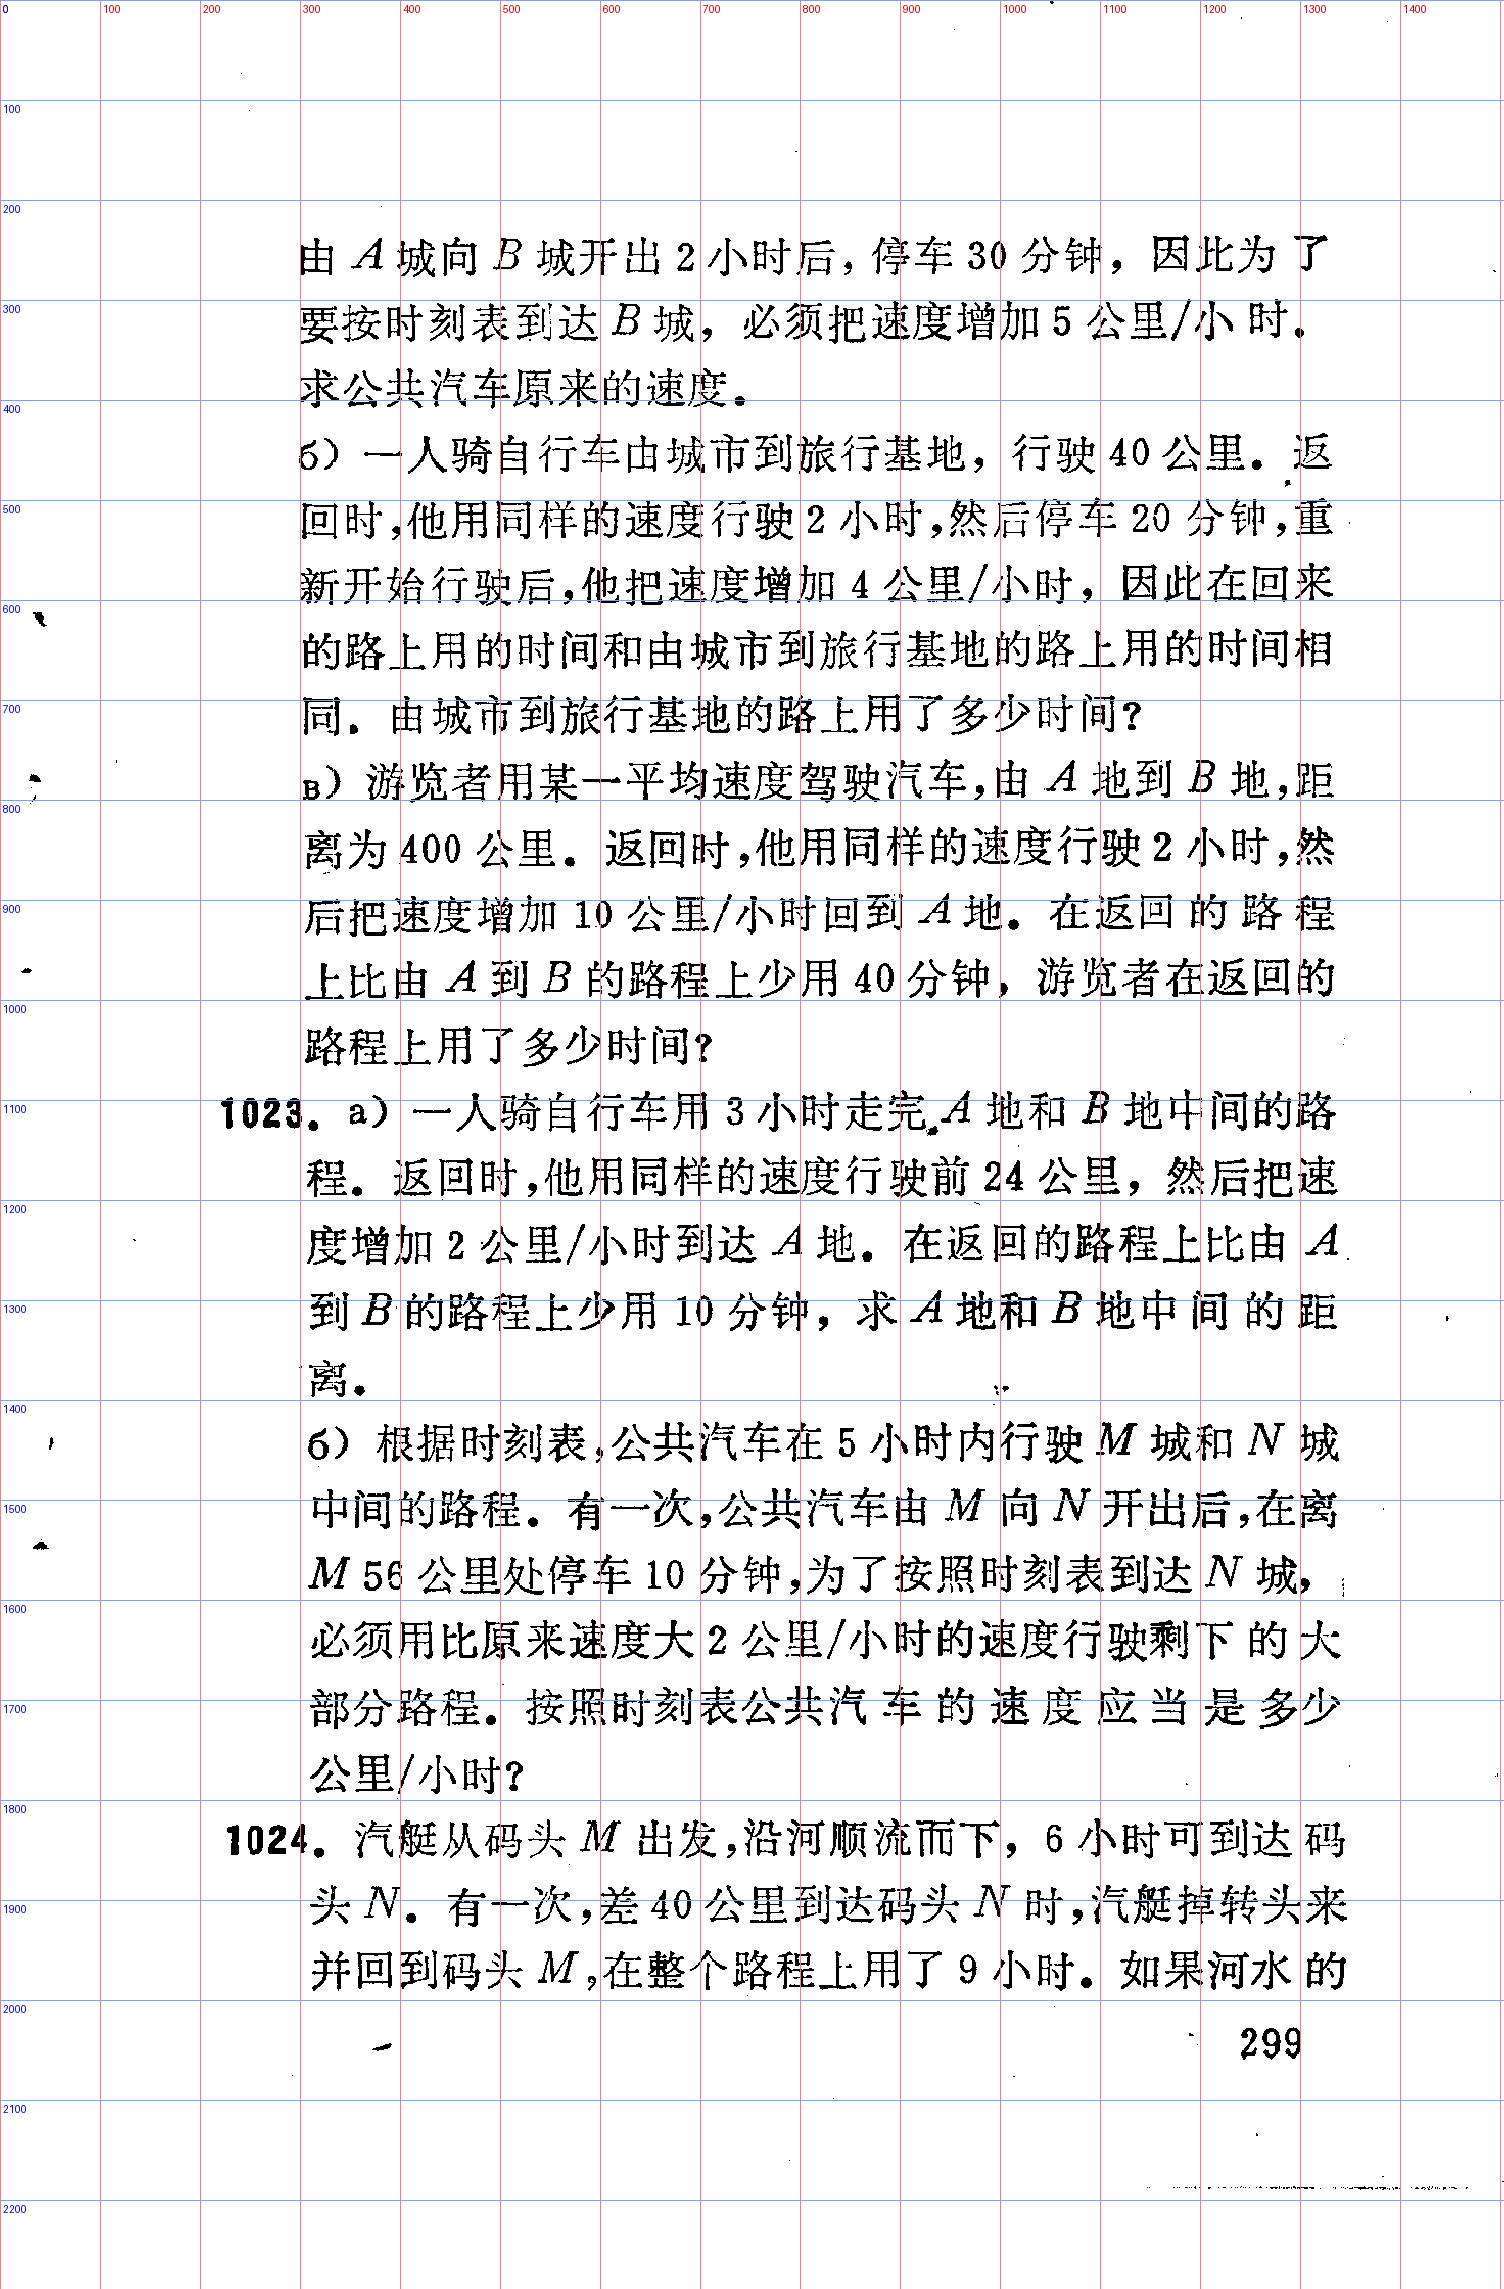 由 A 城向 B 城开出 2 小时后, 停车 30 分钟, 因此为了
要按时刻表到达 B 城, 必须把速度增加 5 公里/小时.
求公共汽车原来的速度.
б) 一人骑自行车由城市到旅行基地, 行驶 40 公里. 返
回时,他用同样的速度行驶 2 小时,然后停车 20 分钟,重
新开始行驶后,他把速度增加 4 公里/小时, 因此在回来
的路上用的时间和由城市到旅行基地的路上用的时间相
同. 由城市到旅行基地的路上用了多少时间?
в) 游览者用某一平均速度驾驶汽车,由 A 地到 B 地,距
离为 400 公里. 返回时,他用同样的速度行驶 2 小时,然
后把速度增加 10 公里/小时回到 A 地. 在返回的路程
上比由 A 到 B 的路程上少用 40 分钟, 游览者在返回的
路程上用了多少时间?
1023. а) 一人骑自行车用 3 小时走完 A 地和 B 地中间的路
程. 返回时,他用同样的速度行驶前 24 公里, 然后把速
度增加 2 公里/小时到达 A 地. 在返回的路程上比由 A
到 B 的路程上少用 10 分钟, 求 A 地和 B 地中间的距
离.
б) 根据时刻表,公共汽车在 5 小时内行驶 M 城和 N 城
中间的路程. 有一次,公共汽车由 M 向 N 开出后,在离
M 56 公里处停车 10 分钟,为了按照时刻表到达 N 城,
必须用比原来速度大 2 公里/小时的速度行驶剩下的大
部分路程. 按照时刻表公共汽车的速度应当是多少
公里/小时?
1024. 汽艇从码头 M 出发,沿河顺流而下, 6 小时可到达码
头 N. 有一次,差 40 公里到达码头 N 时,汽艇掉转头来
并回到码头 M,在整个路程上用了 9 小时. 如果河水的
299